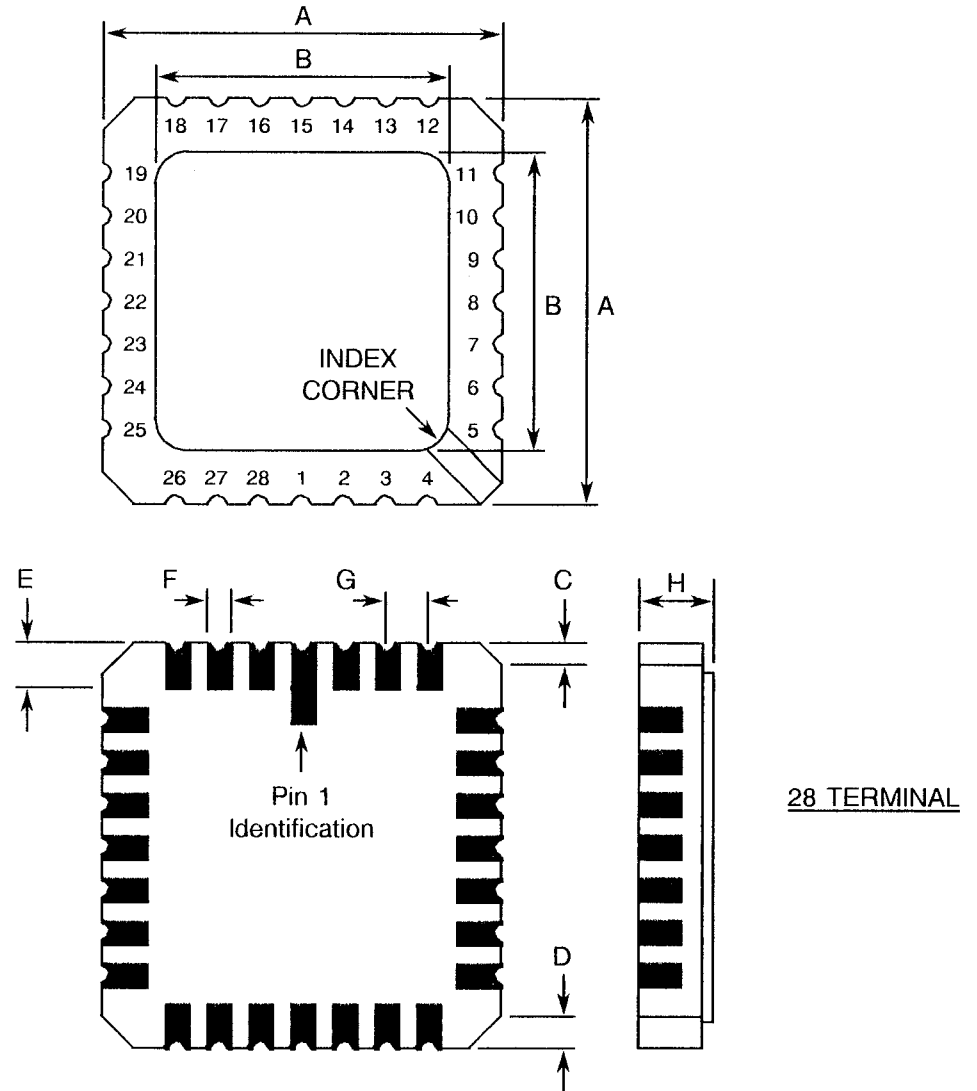 A
B
18 17 16 15 14 13 12
19 11
20 10
21 9
22 8
B A
23 7
INDEX
CORNER
24 6
25 5
26 27 28 1 2 3 4
E F G C H
Pin 1
Identification
28 TERMINAL
D